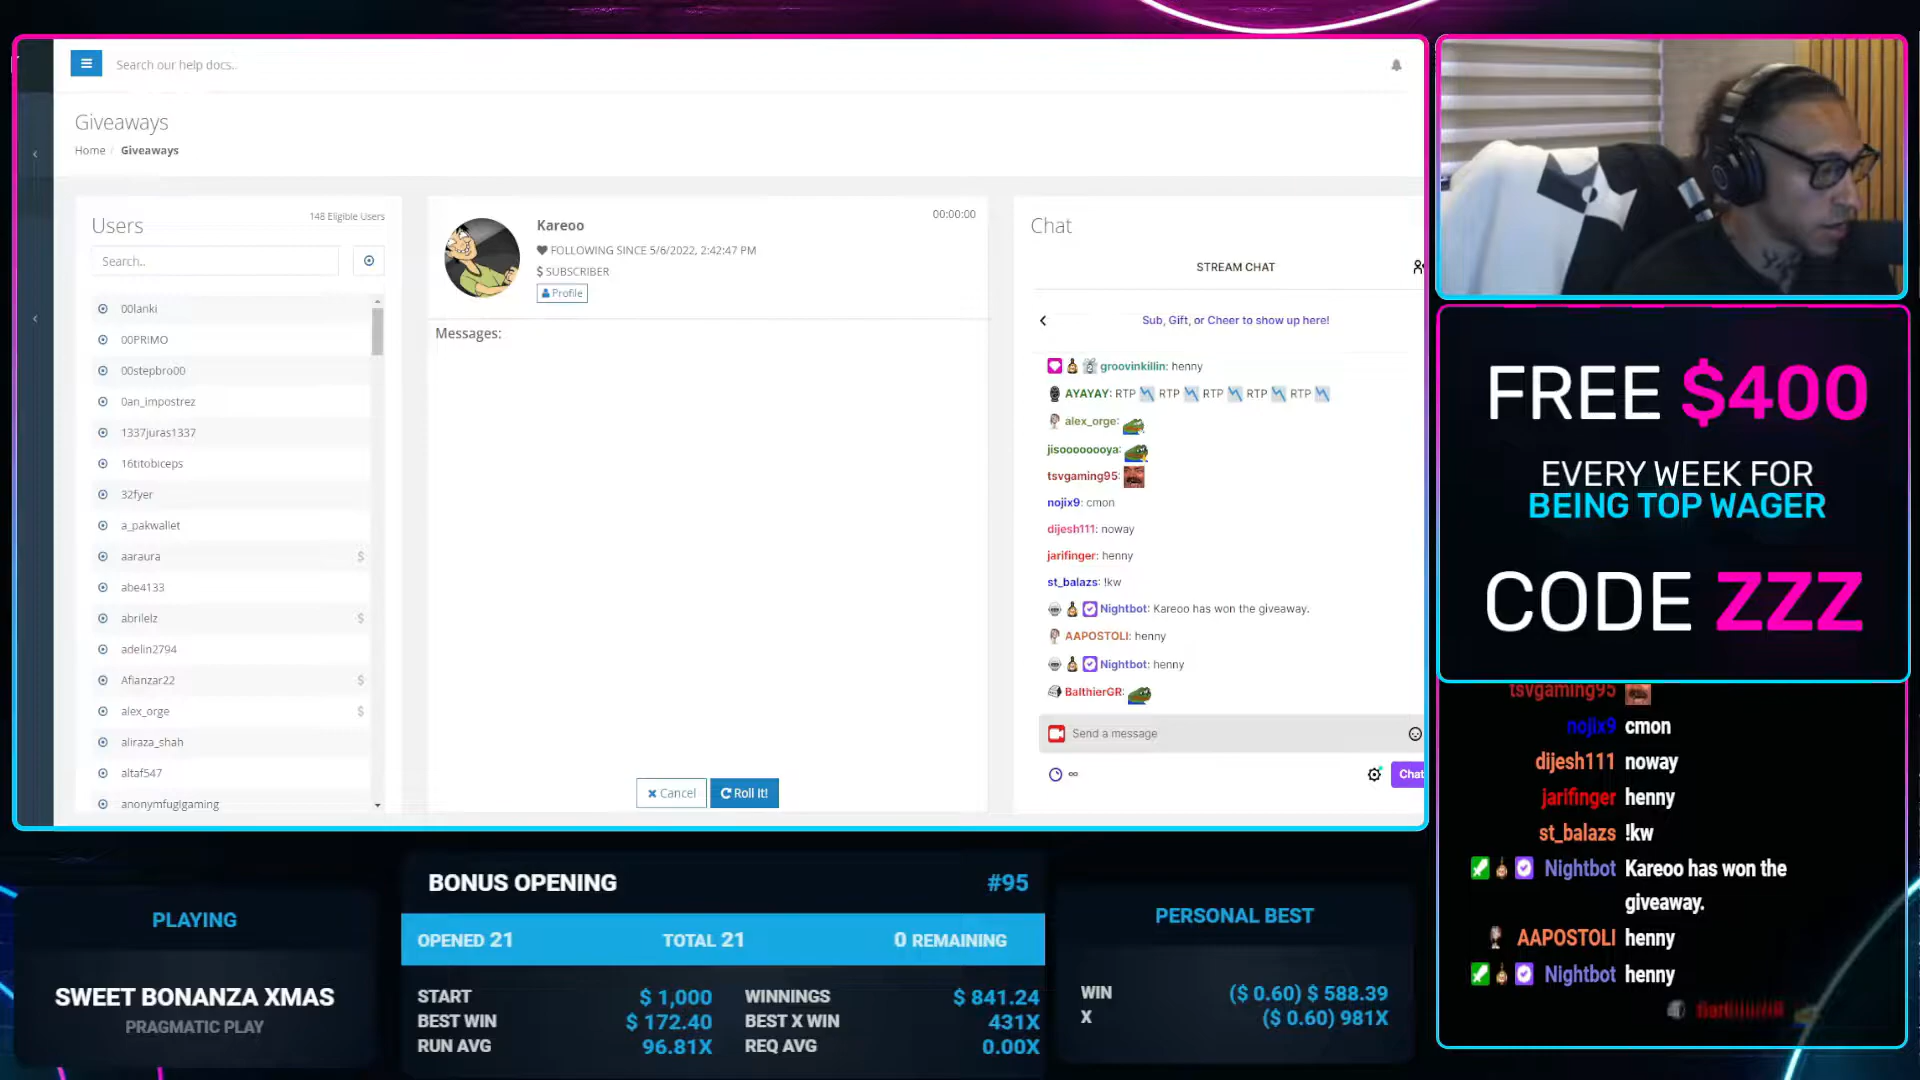 Search our help docs..
Giveaways
Home / Giveaways
Users
148 Eligible Users
Search..
00lanki
00PRIMO
00stepbro00
0an_impostrez
1337juras1337
16titobiceps
32fyer
a_pakwallet
aaraura $
abe4133
abrilelz $
adelin2794
Afianzar22 $
alex_orge $
aliraza_shah
altaf547
anonymfugigaming
Kareoo
00:00:00
FOLLOWING SINCE 5/6/2022, 2:42:47 PM
$ SUBSCRIBER
Profile
Messages:
Cancel
Roll It!
Chat
STREAM CHAT
Sub, Gift, or Cheer to show up here!
groovinkillin: henny
AYAYAY: RTP RTP RTP RTP RTP
alex_orge:
jisoooooooya:
tsvgaming95:
nojix9: cmon
dijesh111: noway
jarifinger: henny
st_balazs: !kw
Nightbot: Kareoo has won the giveaway.
AAPOSTOLI: henny
Nightbot: henny
BalthierGR:
Send a message
∞
Chat
FREE $400
EVERY WEEK FOR
BEING TOP WAGER
CODE ZZZ
tsvgaming95
nojix9 cmon
dijesh111 noway
jarifinger henny
st_balazs !kw
Nightbot Kareoo has won the
giveaway.
AAPOSTOLI henny
Nightbot henny
PLAYING
SWEET BONANZA XMAS
PRAGMATIC PLAY
BONUS OPENING #95
OPENED 21 TOTAL 21 0 REMAINING
START $ 1,000 WINNINGS $ 841.24
BEST WIN $ 172.40 BEST X WIN 431X
RUN AVG 96.81X REQ AVG 0.00X
PERSONAL BEST
WIN ($ 0.60) $ 588.39
X ($ 0.60) 981X